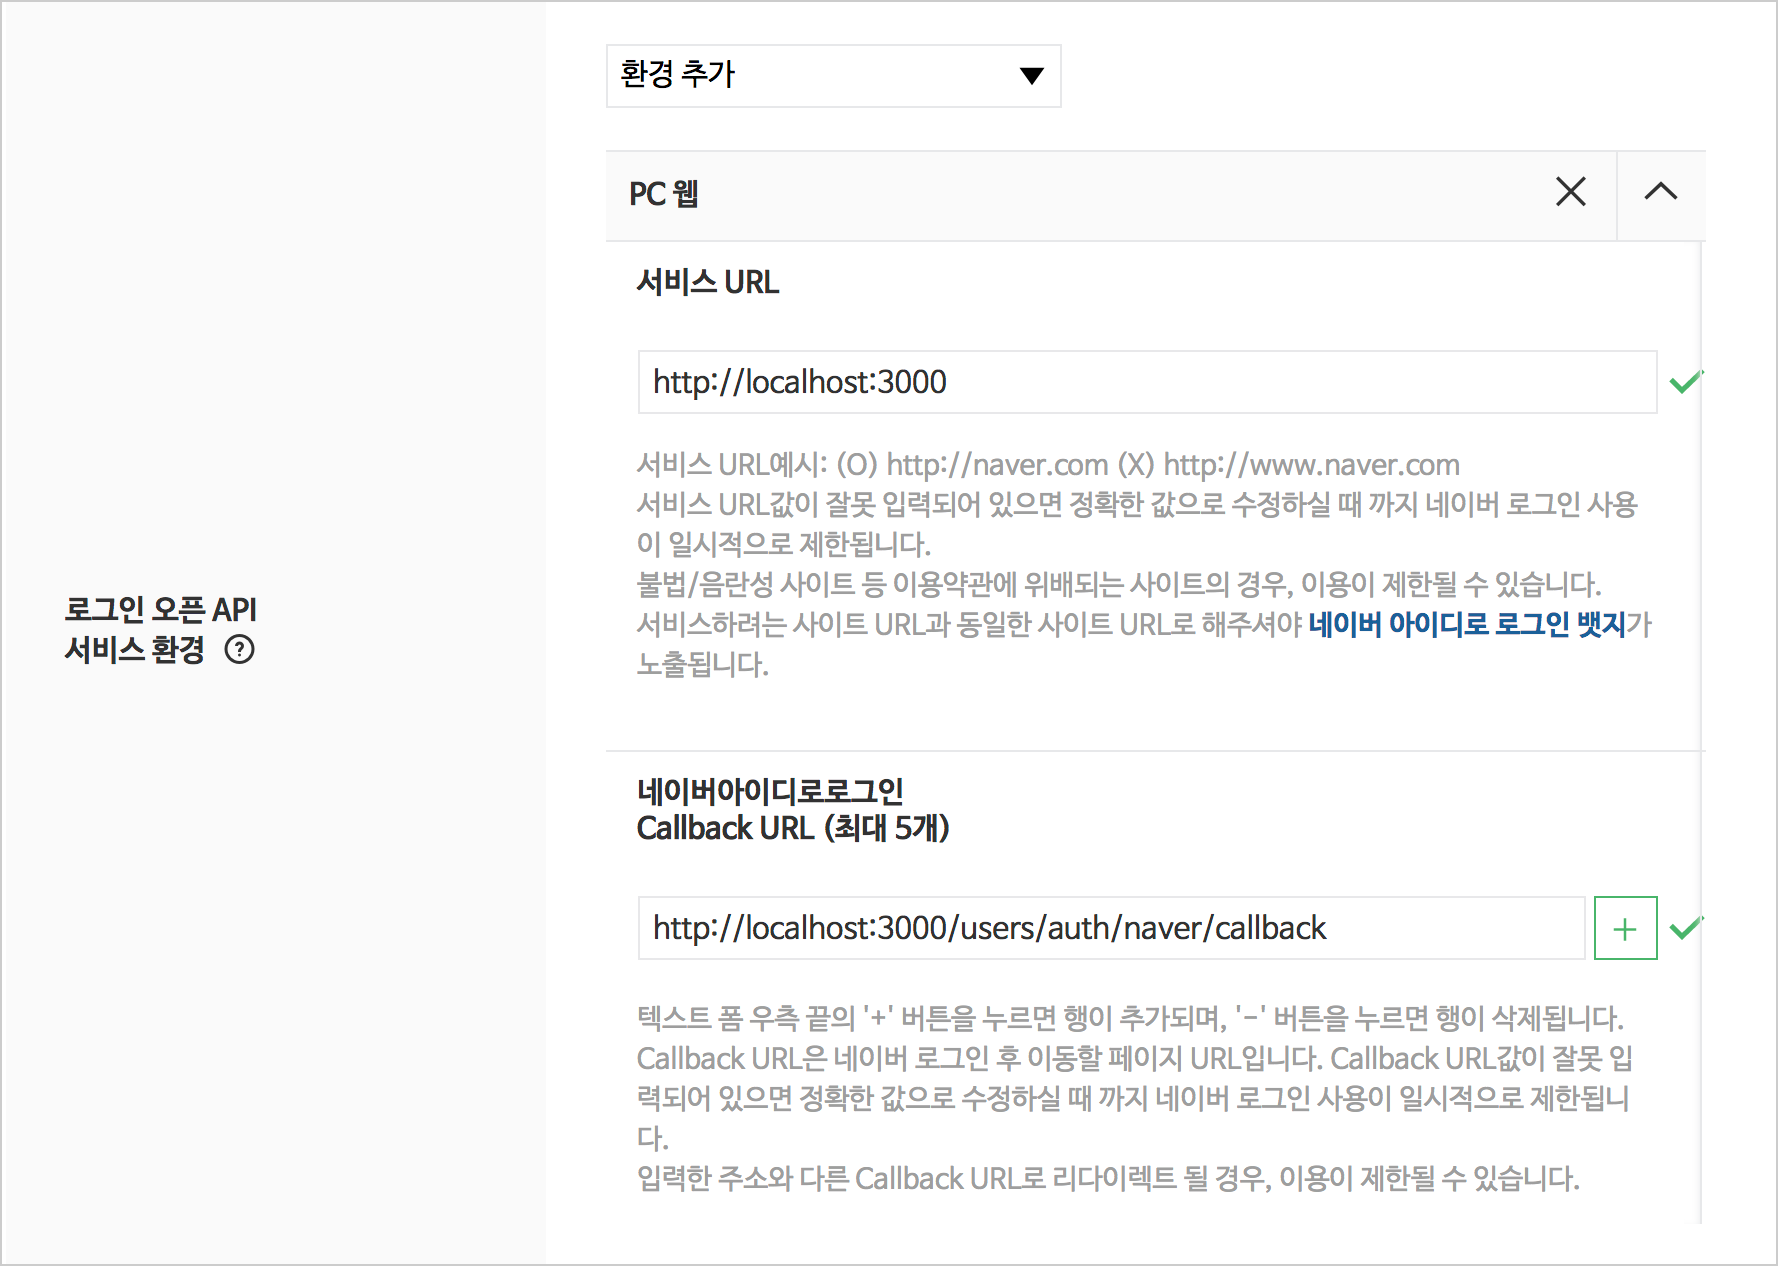 환경 추가
PC 웹
서비스 URL
http://localhost:3000
서비스 URL예시: (O) http://naver.com (X) http://www.naver.com
서비스 URL값이 잘못 입력되어 있으면 정확한 값으로 수정하실 때 까지 네이버 로그인 사용
이 일시적으로 제한됩니다.
불법/음란성 사이트 등 이용약관에 위배되는 사이트의 경우, 이용이 제한될 수 있습니다.
서비스하려는 사이트 URL과 동일한 사이트 URL로 해주셔야 네이버 아이디로 로그인 뱃지가
노출됩니다.
로그인 오픈 API
서비스 환경 ?
네이버아이디로로그인
Callback URL (최대 5개)
http://localhost:3000/users/auth/naver/callback
+
텍스트 폼 우측 끝의 '+' 버튼을 누르면 행이 추가되며, '-' 버튼을 누르면 행이 삭제됩니다.
Callback URL은 네이버 로그인 후 이동할 페이지 URL입니다. Callback URL값이 잘못 입
력되어 있으면 정확한 값으로 수정하실 때 까지 네이버 로그인 사용이 일시적으로 제한됩니
다.
입력한 주소와 다른 Callback URL로 리다이렉트 될 경우, 이용이 제한될 수 있습니다.